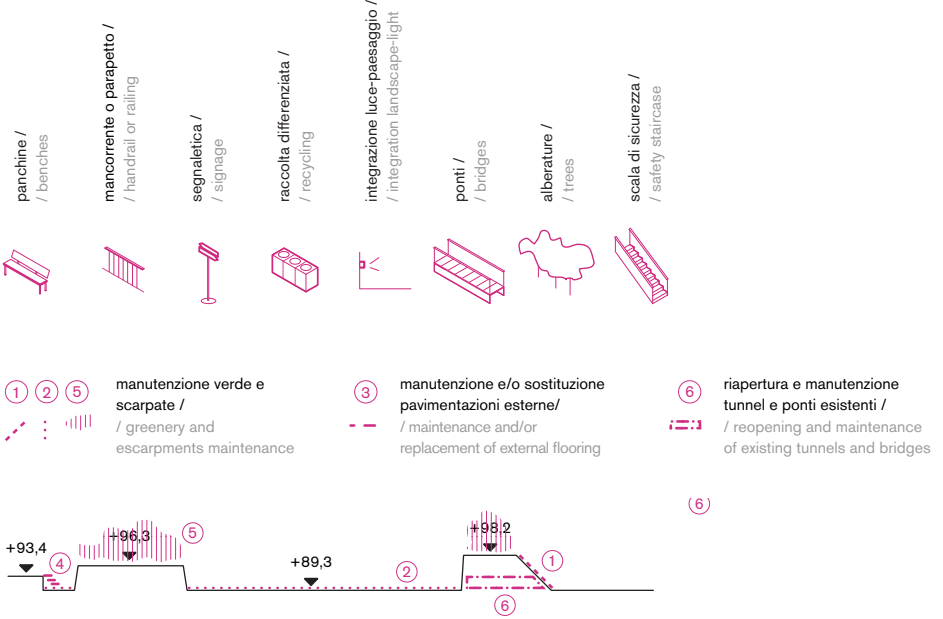 panchine /
/ benches
mancorrente o parapetto /
/ handrail or railing
segnaletica /
/ signage
raccolta differenziata /
/ recycling
integrazione luce-paesaggio /
/ integration landscape-light
ponti /
/ bridges
alberature /
/ trees
scala di sicurezza /
/ safety staircase
1 2 5
manutenzione verde e
scarpate /
/ greenery and
escarpments maintenance
3
manutenzione e/o sostituzione
pavimentazioni esterne/
/ maintenance and/or
replacement of external flooring
6
riapertura e manutenzione
tunnel e ponti esistenti /
/ reopening and maintenance
of existing tunnels and bridges
6
+93,4
4
+96,3
5
+89,3
2
+98,2
1
6